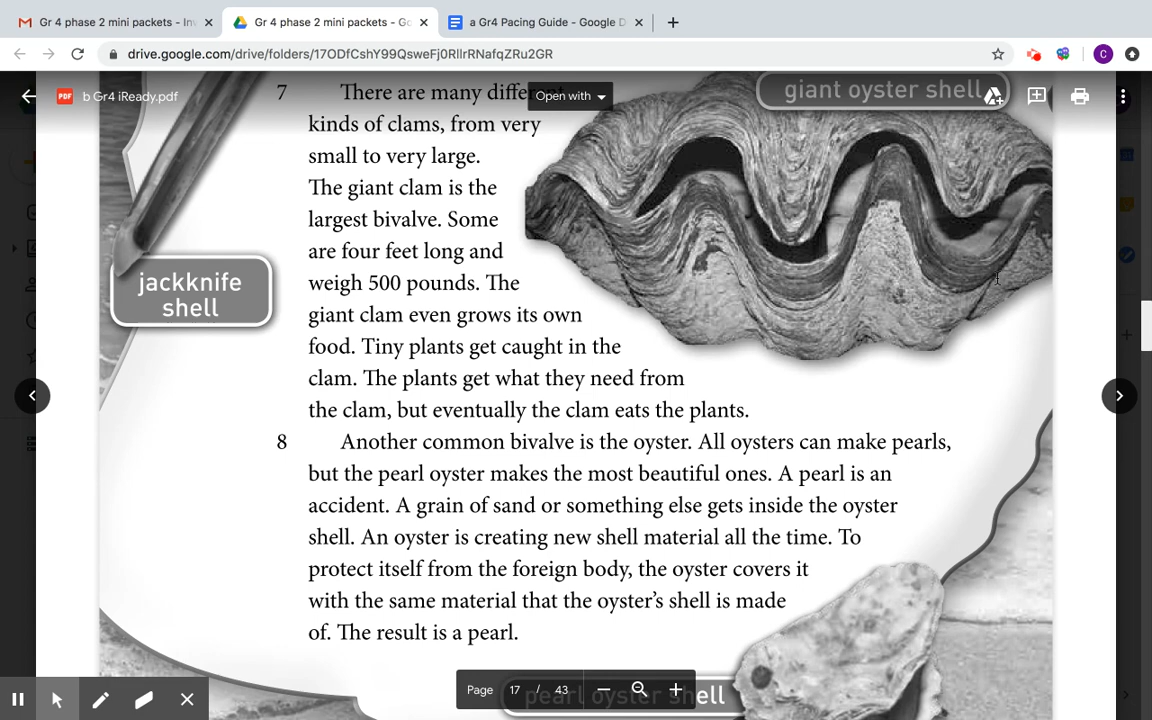 Gr 4 phase 2 mini packets - In
Gr 4 phase 2 mini packets - Go
a Gr4 Pacing Guide - Google D
drive.google.com/drive/folders/17ODfCshY99QsweFj0RllrRNafqZRu2GR
C
PDF
b Gr4 iReady.pdf
Open with
giant oyster shell
7 There are many different
kinds of clams, from very
small to very large.
The giant clam is the
largest bivalve. Some
are four feet long and
weigh 500 pounds. The
giant clam even grows its own
food. Tiny plants get caught in the
clam. The plants get what they need from
the clam, but eventually the clam eats the plants.
jackknife
shell
8 Another common bivalve is the oyster. All oysters can make pearls,
but the pearl oyster makes the most beautiful ones. A pearl is an
accident. A grain of sand or something else gets inside the oyster
shell. An oyster is creating new shell material all the time. To
protect itself from the foreign body, the oyster covers it
with the same material that the oyster's shell is made
of. The result is a pearl.
pearl oyster shell
Page 17 / 43